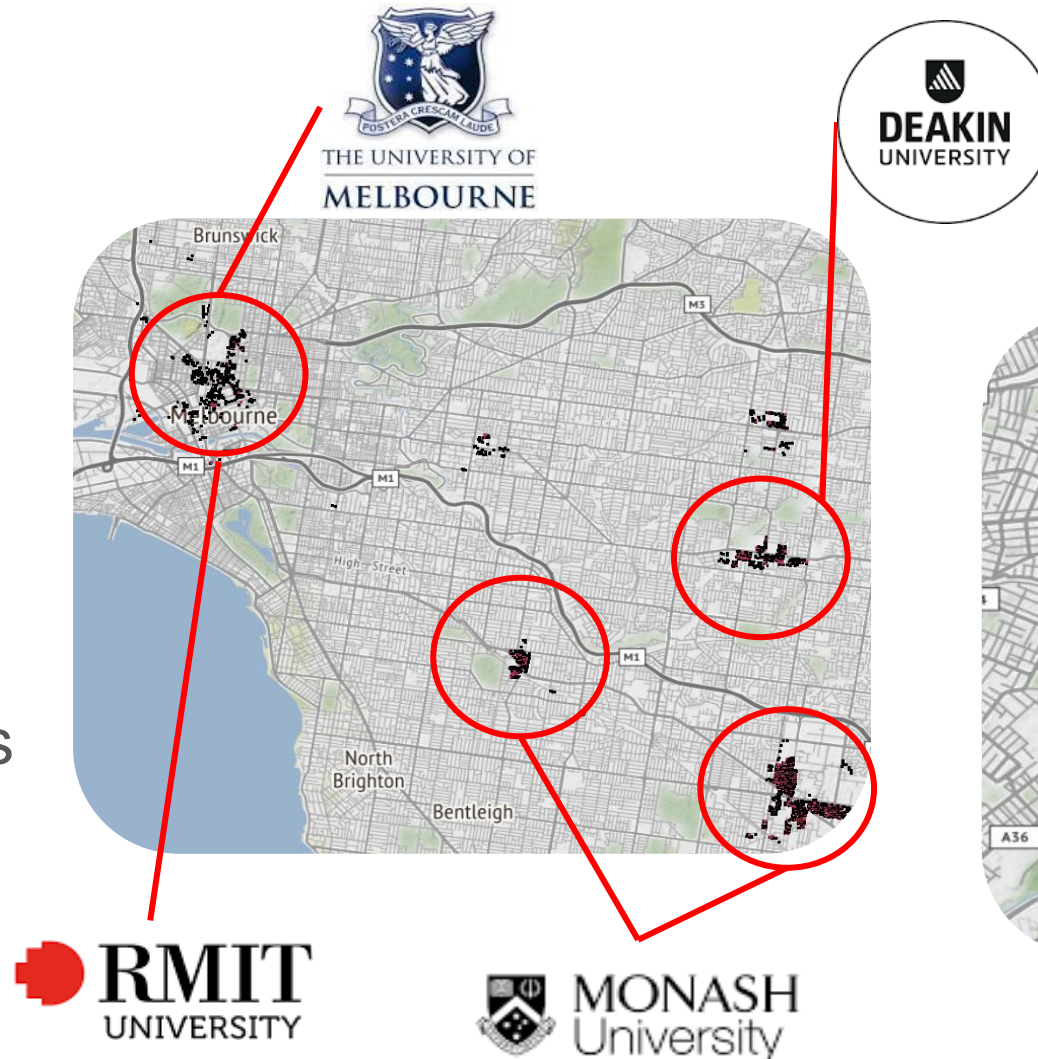 POSTERA CRESCAM LAUDE
THE UNIVERSITY OF
MELBOURNE
DEAKIN
UNIVERSITY
Brunswick
M3
Melbourne
M1
M1
High Street
M1
North
Brighton
Bentleigh
s
A36
RMIT
UNIVERSITY
MONASH
University